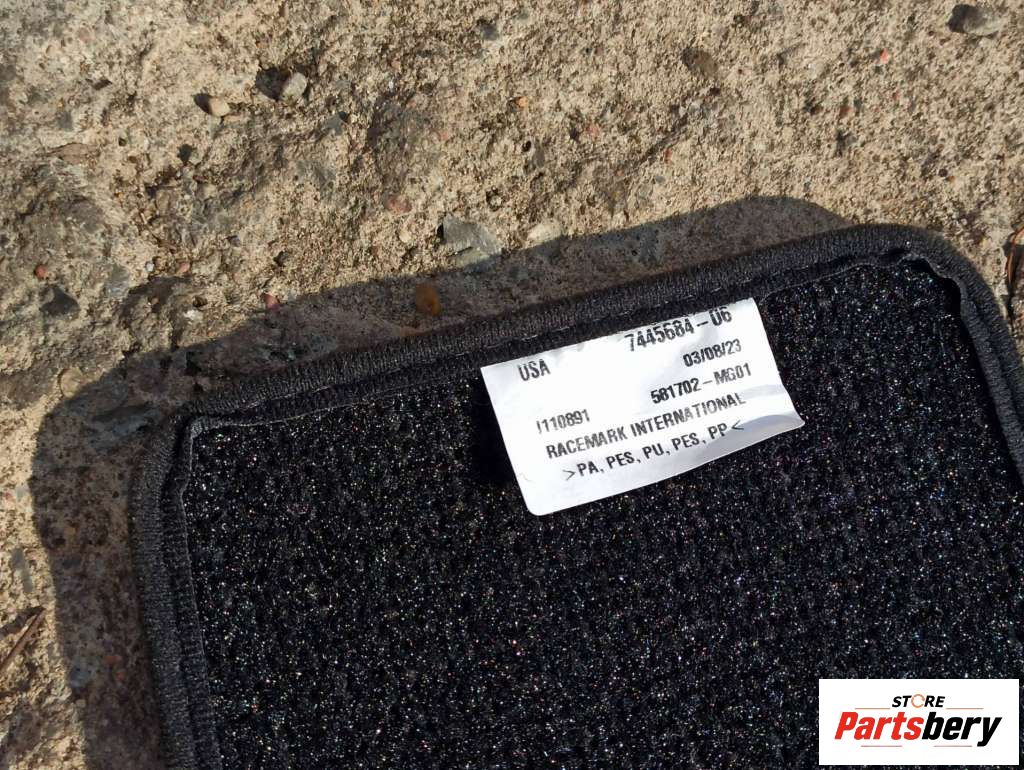 USA 7445684-06
03/08/23
I110891 581702-MG01
RACEMARK INTERNATIONAL
>PA, PES, PU, PES, PP<
STORE
Partsbery